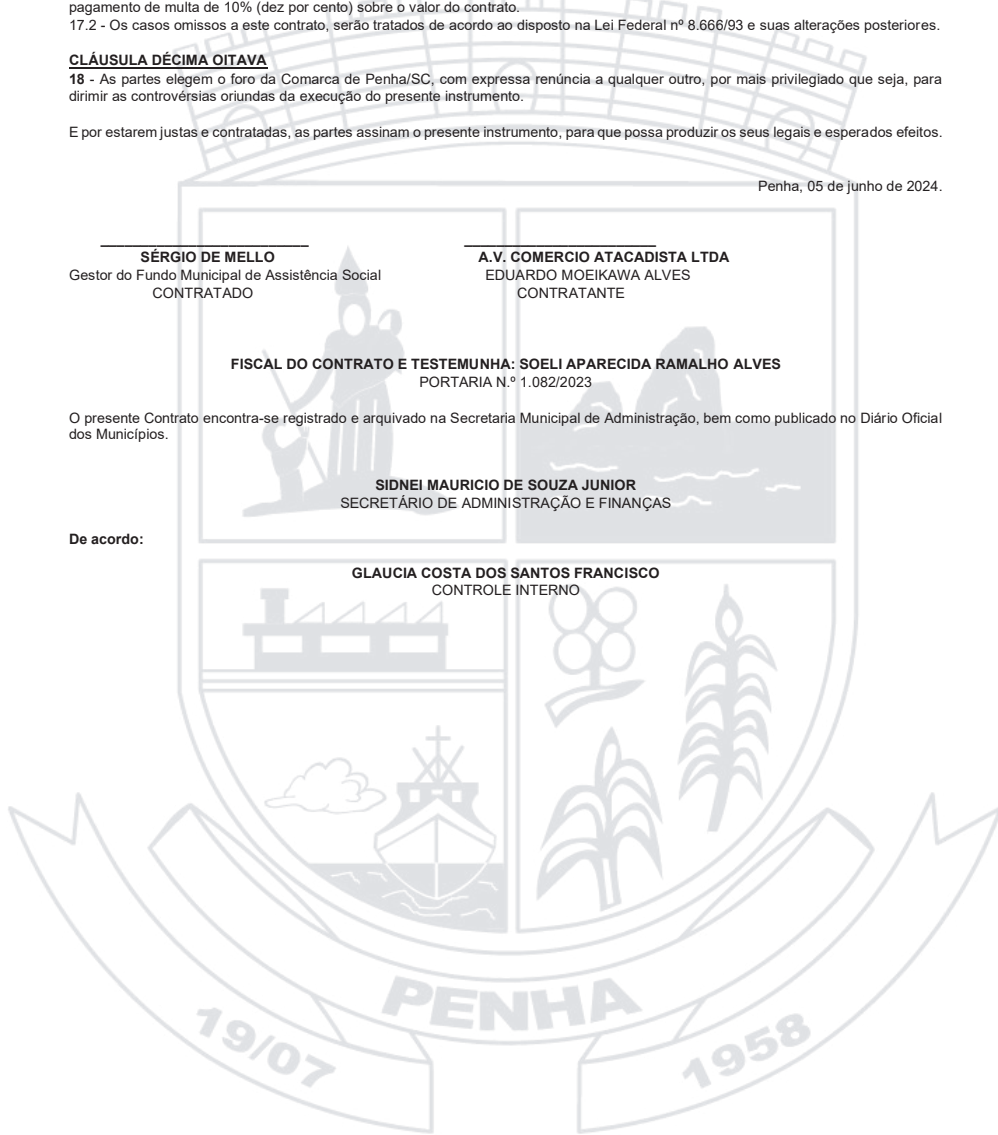 pagamento de multa de 10% (dez por cento) sobre o valor do contrato.
17.2 - Os casos omissos a este contrato, serão tratados de acordo ao disposto na Lei Federal nº 8.666/93 e suas alterações posteriores.
CLÁUSULA DÉCIMA OITAVA
18 - As partes elegem o foro da Comarca de Penha/SC, com expressa renúncia a qualquer outro, por mais privilegiado que seja, para
dirimir as controvérsias oriundas da execução do presente instrumento.
E por estarem justas e contratadas, as partes assinam o presente instrumento, para que possa produzir os seus legais e esperados efeitos.
Penha, 05 de junho de 2024.
SÉRGIO DE MELLO
Gestor do Fundo Municipal de Assistência Social
CONTRATADO
A.V. COMERCIO ATACADISTA LTDA
EDUARDO MOEIKAWA ALVES
CONTRATANTE
FISCAL DO CONTRATO E TESTEMUNHA: SOELI APARECIDA RAMALHO ALVES
PORTARIA N.º 1.082/2023
O presente Contrato encontra-se registrado e arquivado na Secretaria Municipal de Administração, bem como publicado no Diário Oficial
dos Municípios.
SIDNEI MAURICIO DE SOUZA JUNIOR
SECRETÁRIO DE ADMINISTRAÇÃO E FINANÇAS
De acordo:
GLAUCIA COSTA DOS SANTOS FRANCISCO
CONTROLE INTERNO
PENHA
19/07
1958